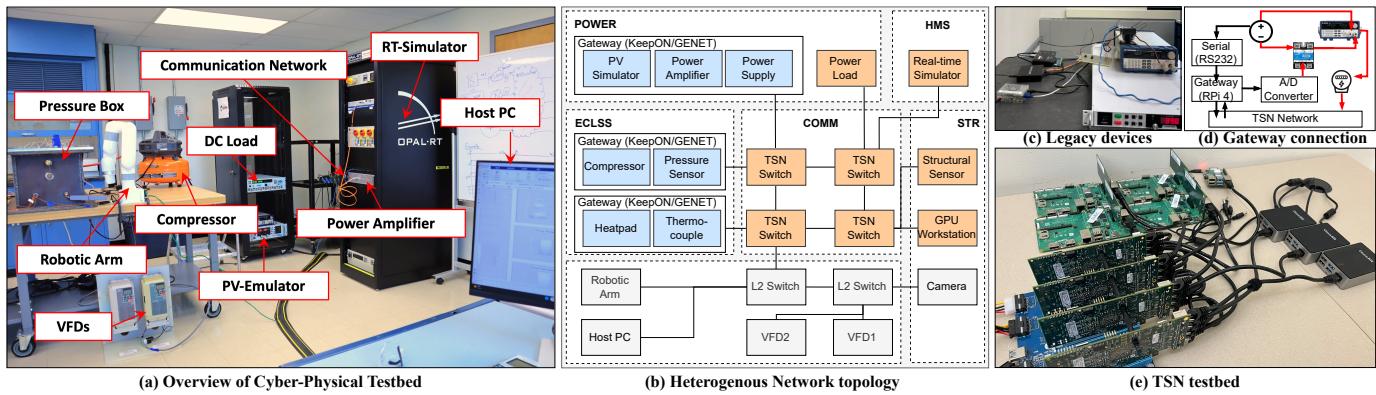 RT-Simulator
Communication Network
Pressure Box
Host PC
DC Load
OPAL-RT
Compressor
Power Amplifier
Robotic Arm
PV-Emulator
VFDs
(a) Overview of Cyber-Physical Testbed
POWER
HMS
Gateway (KeepON/GENET)
PV
Simulator
Power
Amplifier
Power
Supply
Power
Load
Real-time
Simulator
ECLSS
COMM
STR
Gateway (KeepON/GENET)
Compressor
Pressure
Sensor
TSN
Switch
TSN
Switch
Structural
Sensor
Gateway (KeepON/GENET)
Heatpad
Thermo-
couple
TSN
Switch
TSN
Switch
GPU
Workstation
Robotic
Arm
L2 Switch
L2 Switch
Camera
Host PC
VFD2
VFD1
(b) Heterogenous Network topology
(c) Legacy devices
Serial
(RS232)
Gateway
(RPi 4)
A/D
Converter
TSN Network
(d) Gateway connection
(e) TSN testbed